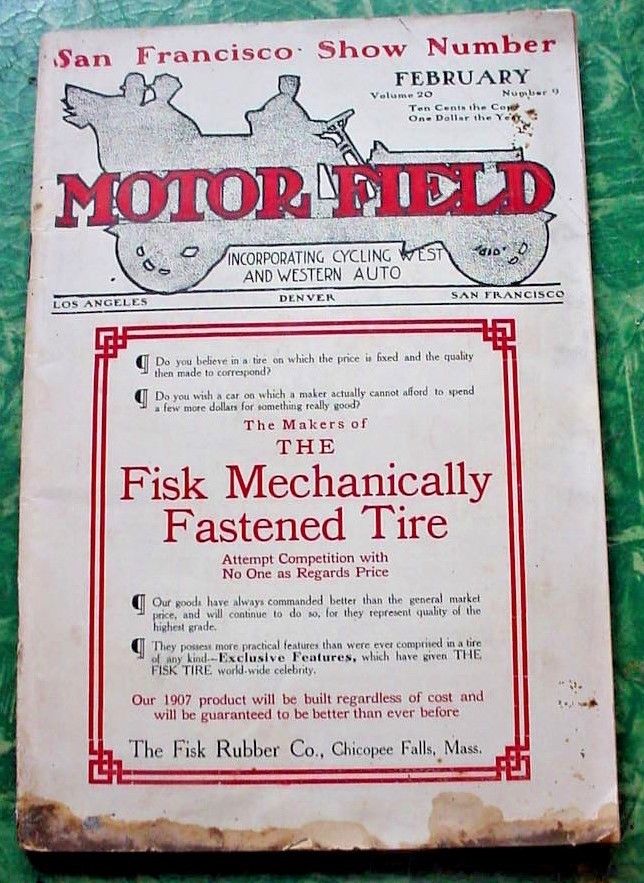 San Francisco Show Number
FEBRUARY
Volume 20 Number 9
Ten Cents the Copy
One Dollar the Year
MOTOR FIELD
INCORPORATING CYCLING WEST
AND WESTERN AUTO
LOS ANGELES DENVER SAN FRANCISCO
¶ Do you believe in a tire on which the price is fixed and the quality
then made to correspond?
¶ Do you wish a car on which a maker actually cannot afford to spend
a few more dollars for something really good?
The Makers of
THE
Fisk Mechanically
Fastened Tire
Attempt Competition with
No One as Regards Price
¶ Our goods have always commanded better than the general market
price, and will continue to do so, for they represent quality of the
highest grade.
¶ They possess more practical features than were ever comprised in a tire
of any kind—Exclusive Features, which have given THE
FISK TIRE world-wide celebrity.
Our 1907 product will be built regardless of cost and
will be guaranteed to be better than ever before
The Fisk Rubber Co., Chicopee Falls, Mass.